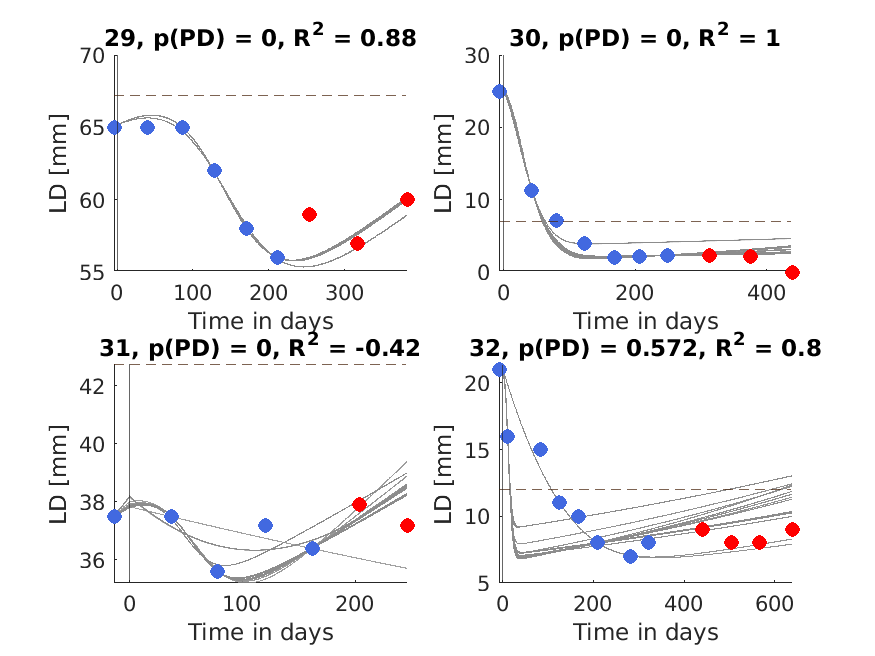 29, p(PD) = 0, R² = 0.88
70
65
60
55
LD [mm]
0 100 200 300
Time in days
30, p(PD) = 0, R² = 1
30
20
10
0
LD [mm]
0 200 400
Time in days
31, p(PD) = 0, R² = -0.42
42
40
38
36
LD [mm]
0 100 200
Time in days
32, p(PD) = 0.572, R² = 0.8
20
15
10
5
LD [mm]
0 200 400 600
Time in days